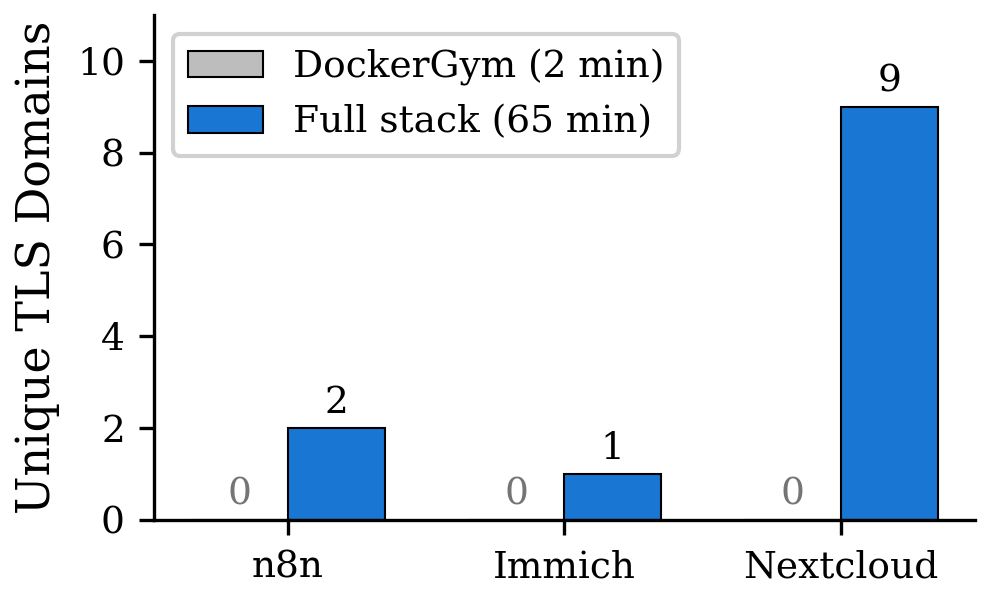 Unique TLS Domains
10
8
6
4
2
0
DockerGym (2 min)
Full stack (65 min)
0
2
0
1
0
9
n8n
Immich
Nextcloud